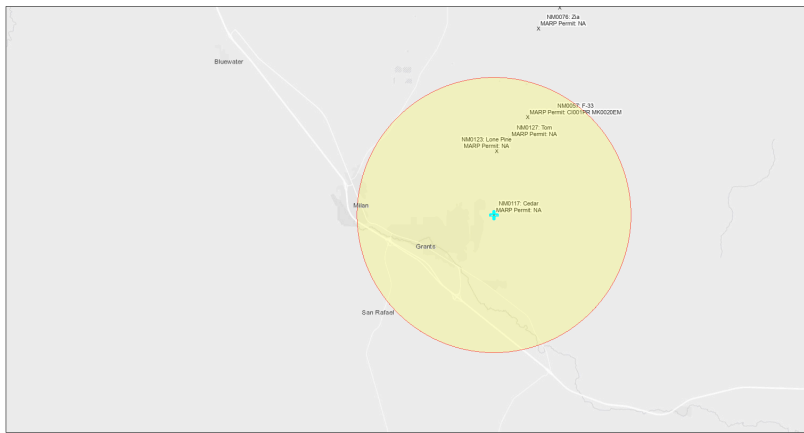 NM0076: Zia
MARP Permit: NA
Bluewater
NM0057: F-33
MARP Permit: CI001PR MK0020EM
NM0127: Tom
MARP Permit: NA
NM0123: Lone Pine
MARP Permit: NA
X
X
X
NM0117: Cedar
MARP Permit: NA
Milan
Grants
San Rafael